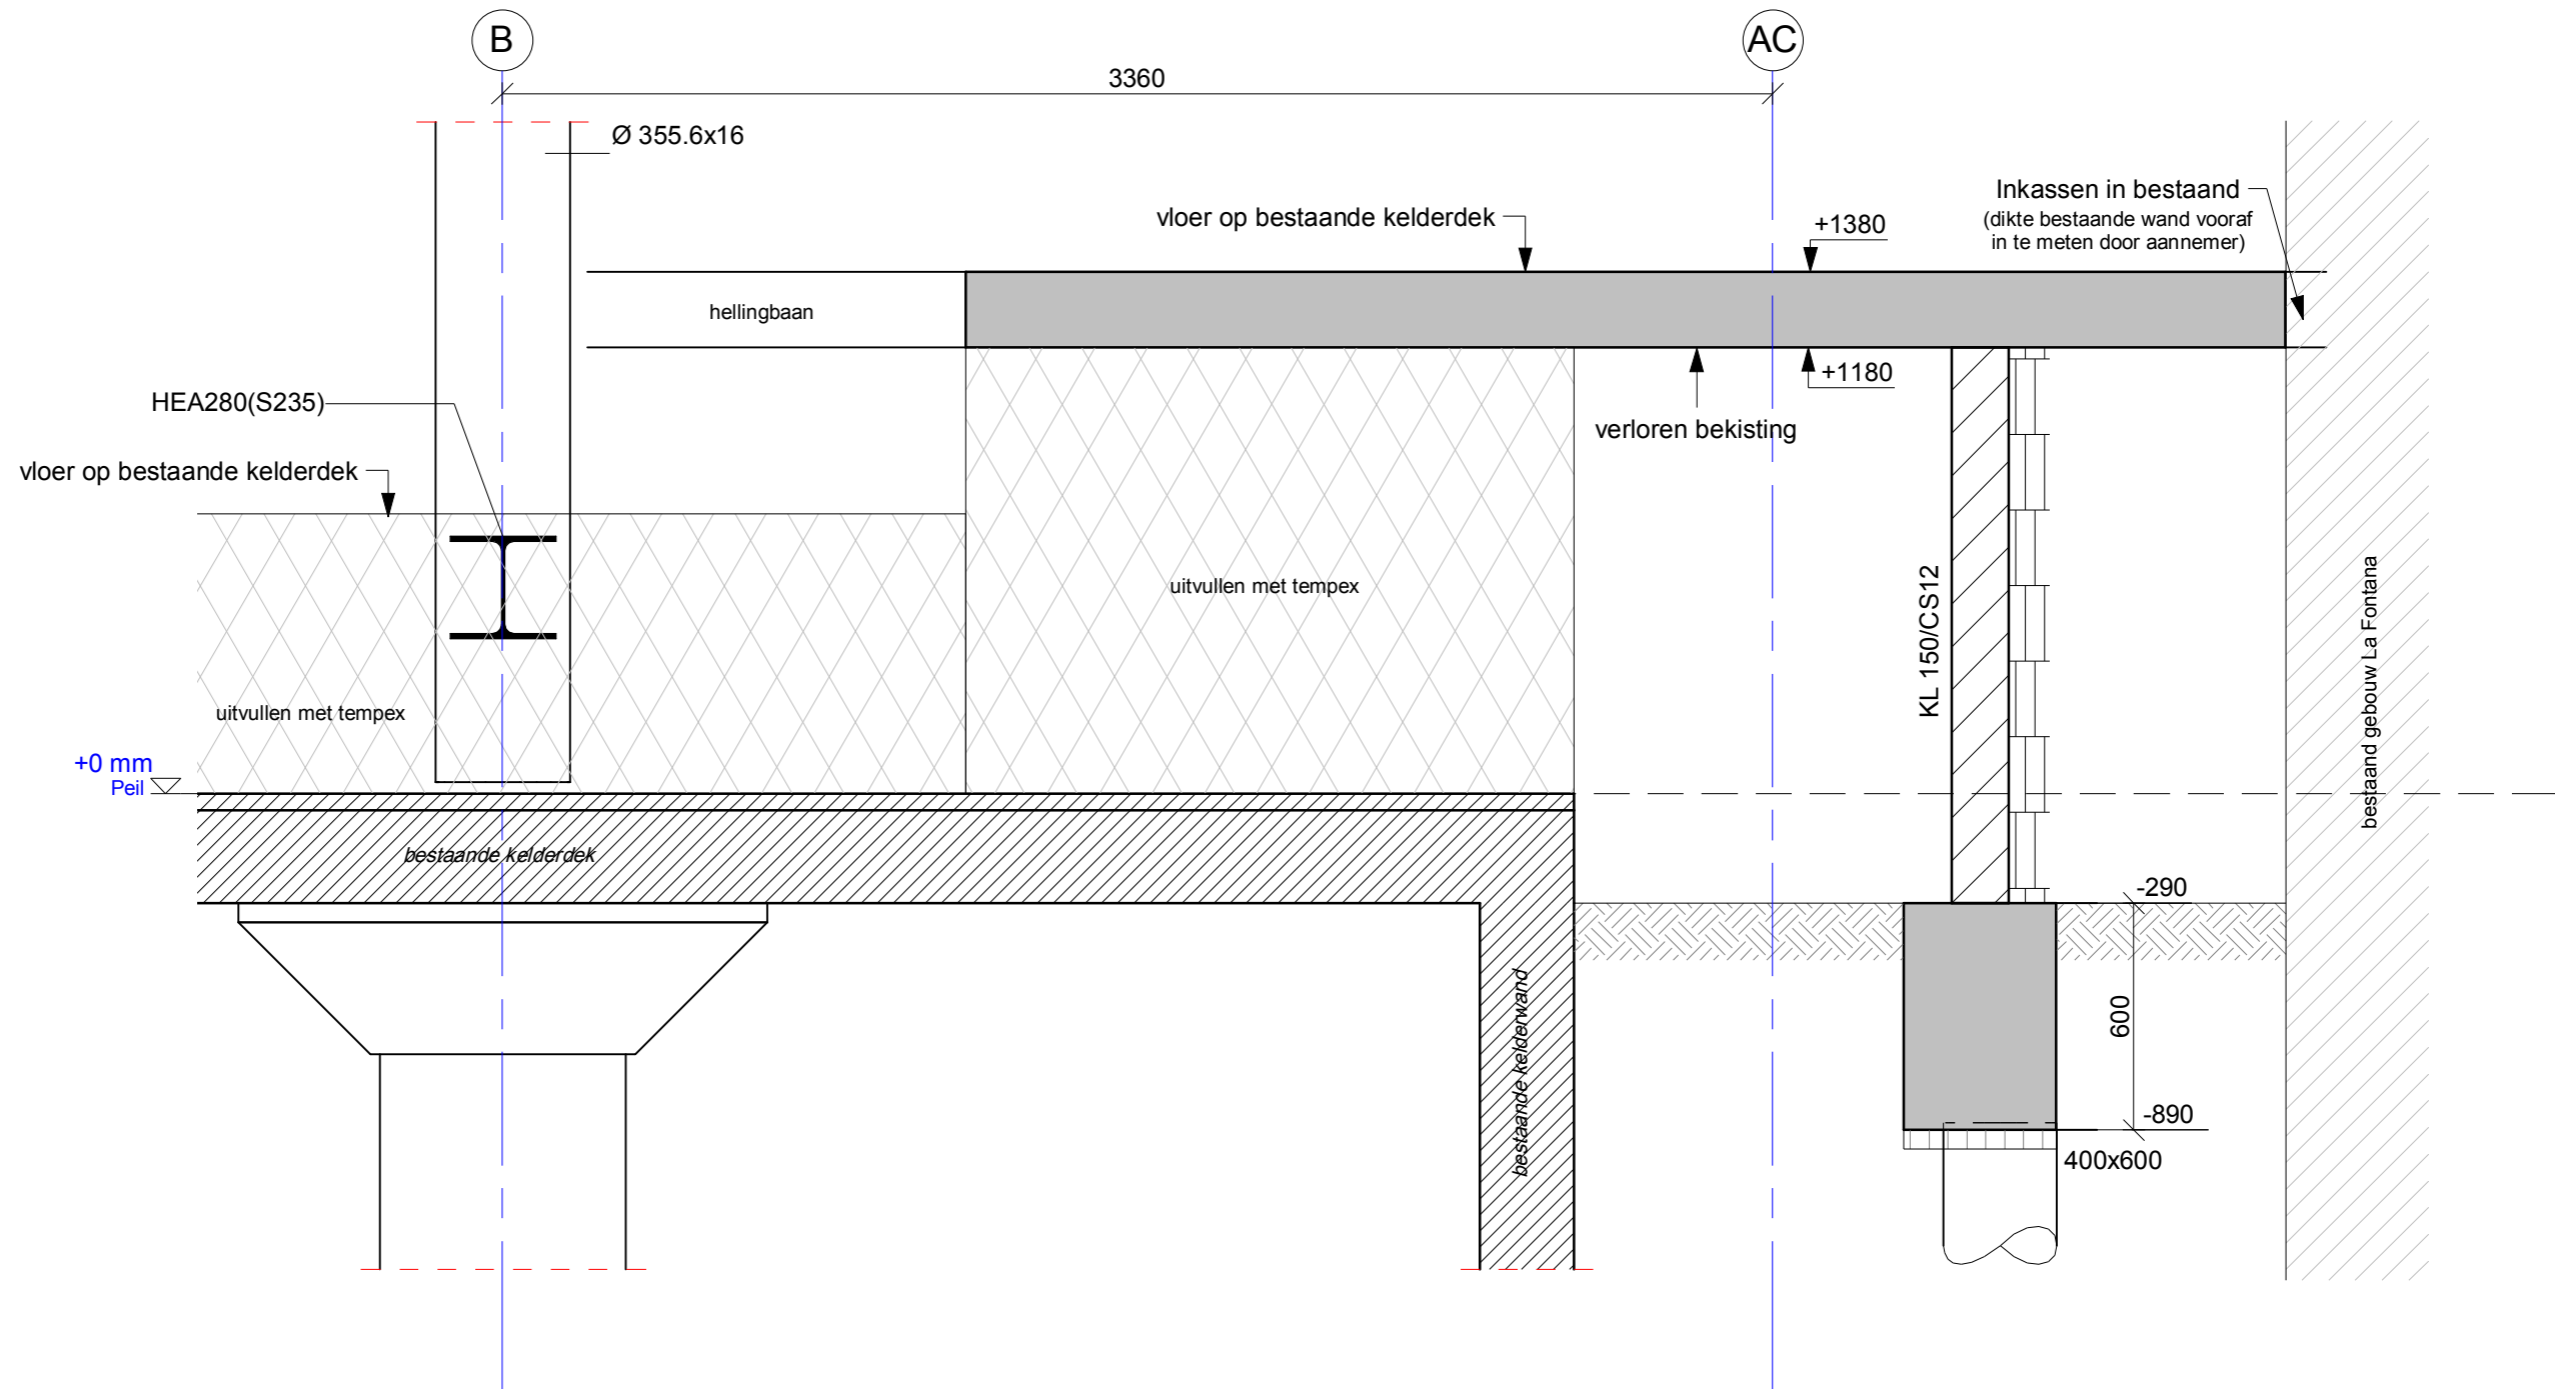 B
AC
3360
Ø 355.6x16
Inkassen in bestaand
(dikte bestaande wand vooraf
in te meten door aannemer)
vloer op bestaande kelderdek
+1380
hellingbaan
+1180
HEA280(S235)
verloren bekisting
vloer op bestaande kelderdek
uitvullen met tempex
KL 150/CS12
bestaand gebouw La Fontana
uitvullen met tempex
+0 mm
Peil
bestaande kelderdek
-290
bestaande kelderwand
600
-890
400x600